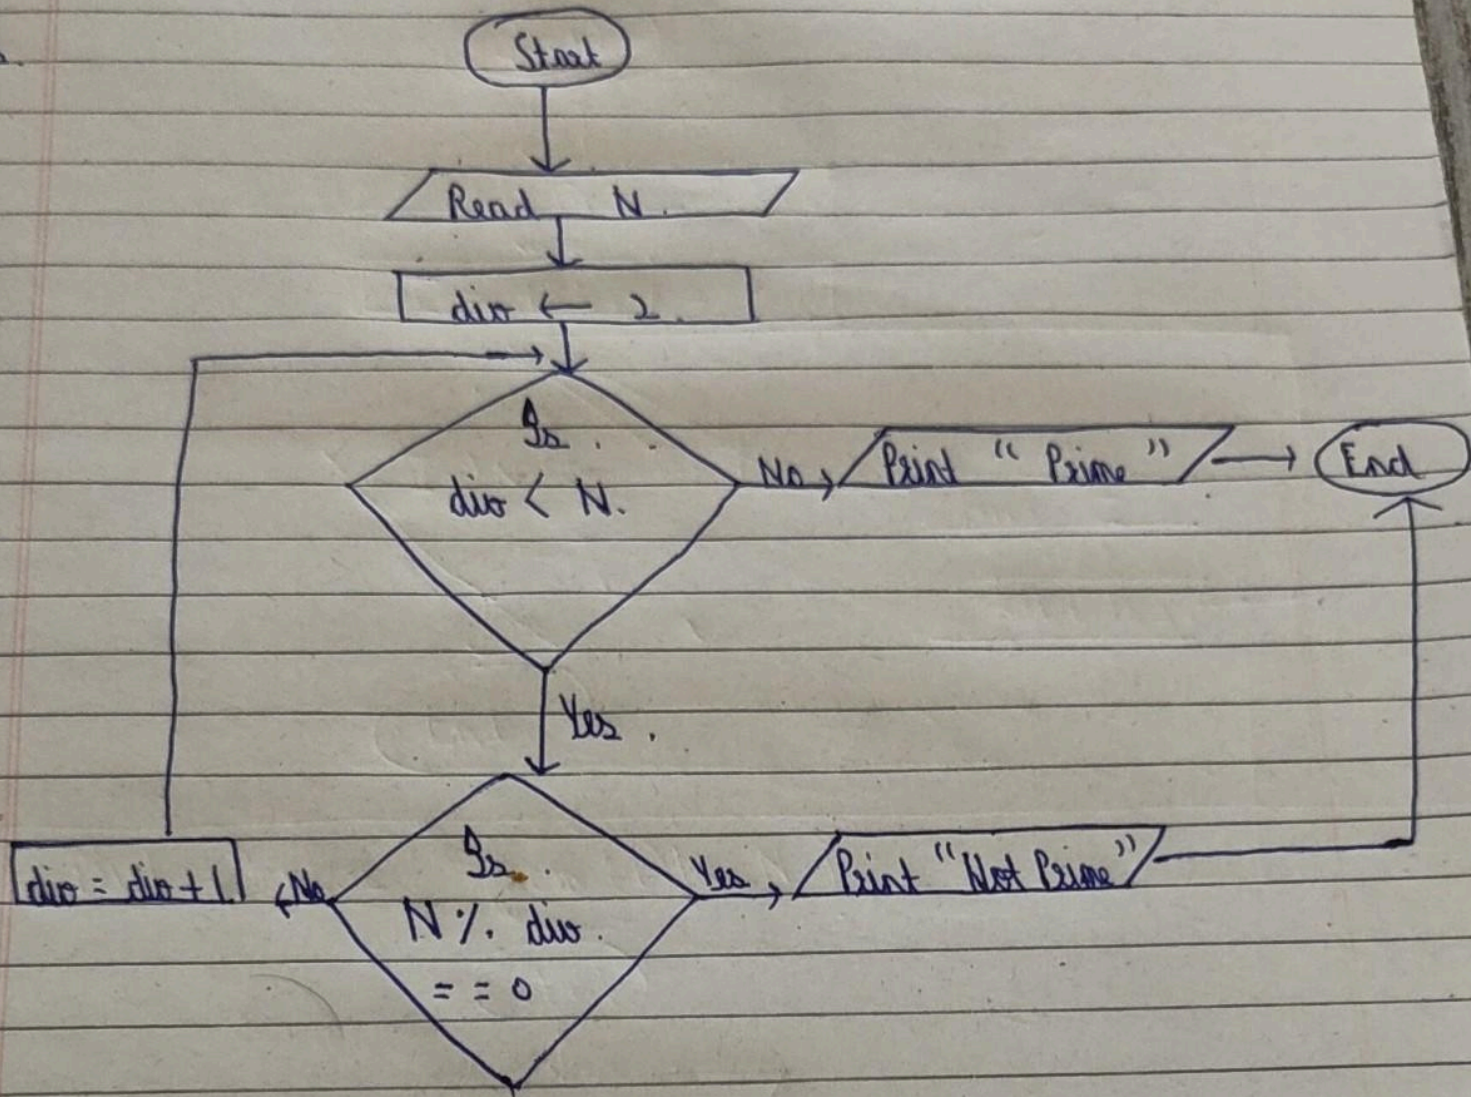 Start
Read N.
div ← 2.
Is
div < N.
No
Print " Prime "
End
Yes.
Is
N % div.
= = 0
Yes
Print "Not Prime"
No
div = div + 1.